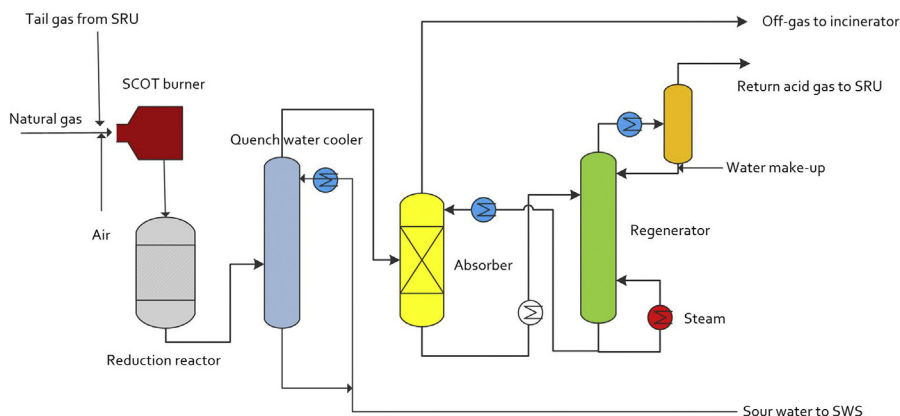 Tail gas from SRU
Off-gas to incinerator
SCOT burner
Return acid gas to SRU
Natural gas
Quench water cooler
Water make-up
Air
Regenerator
Absorber
Steam
Reduction reactor
Sour water to SWS